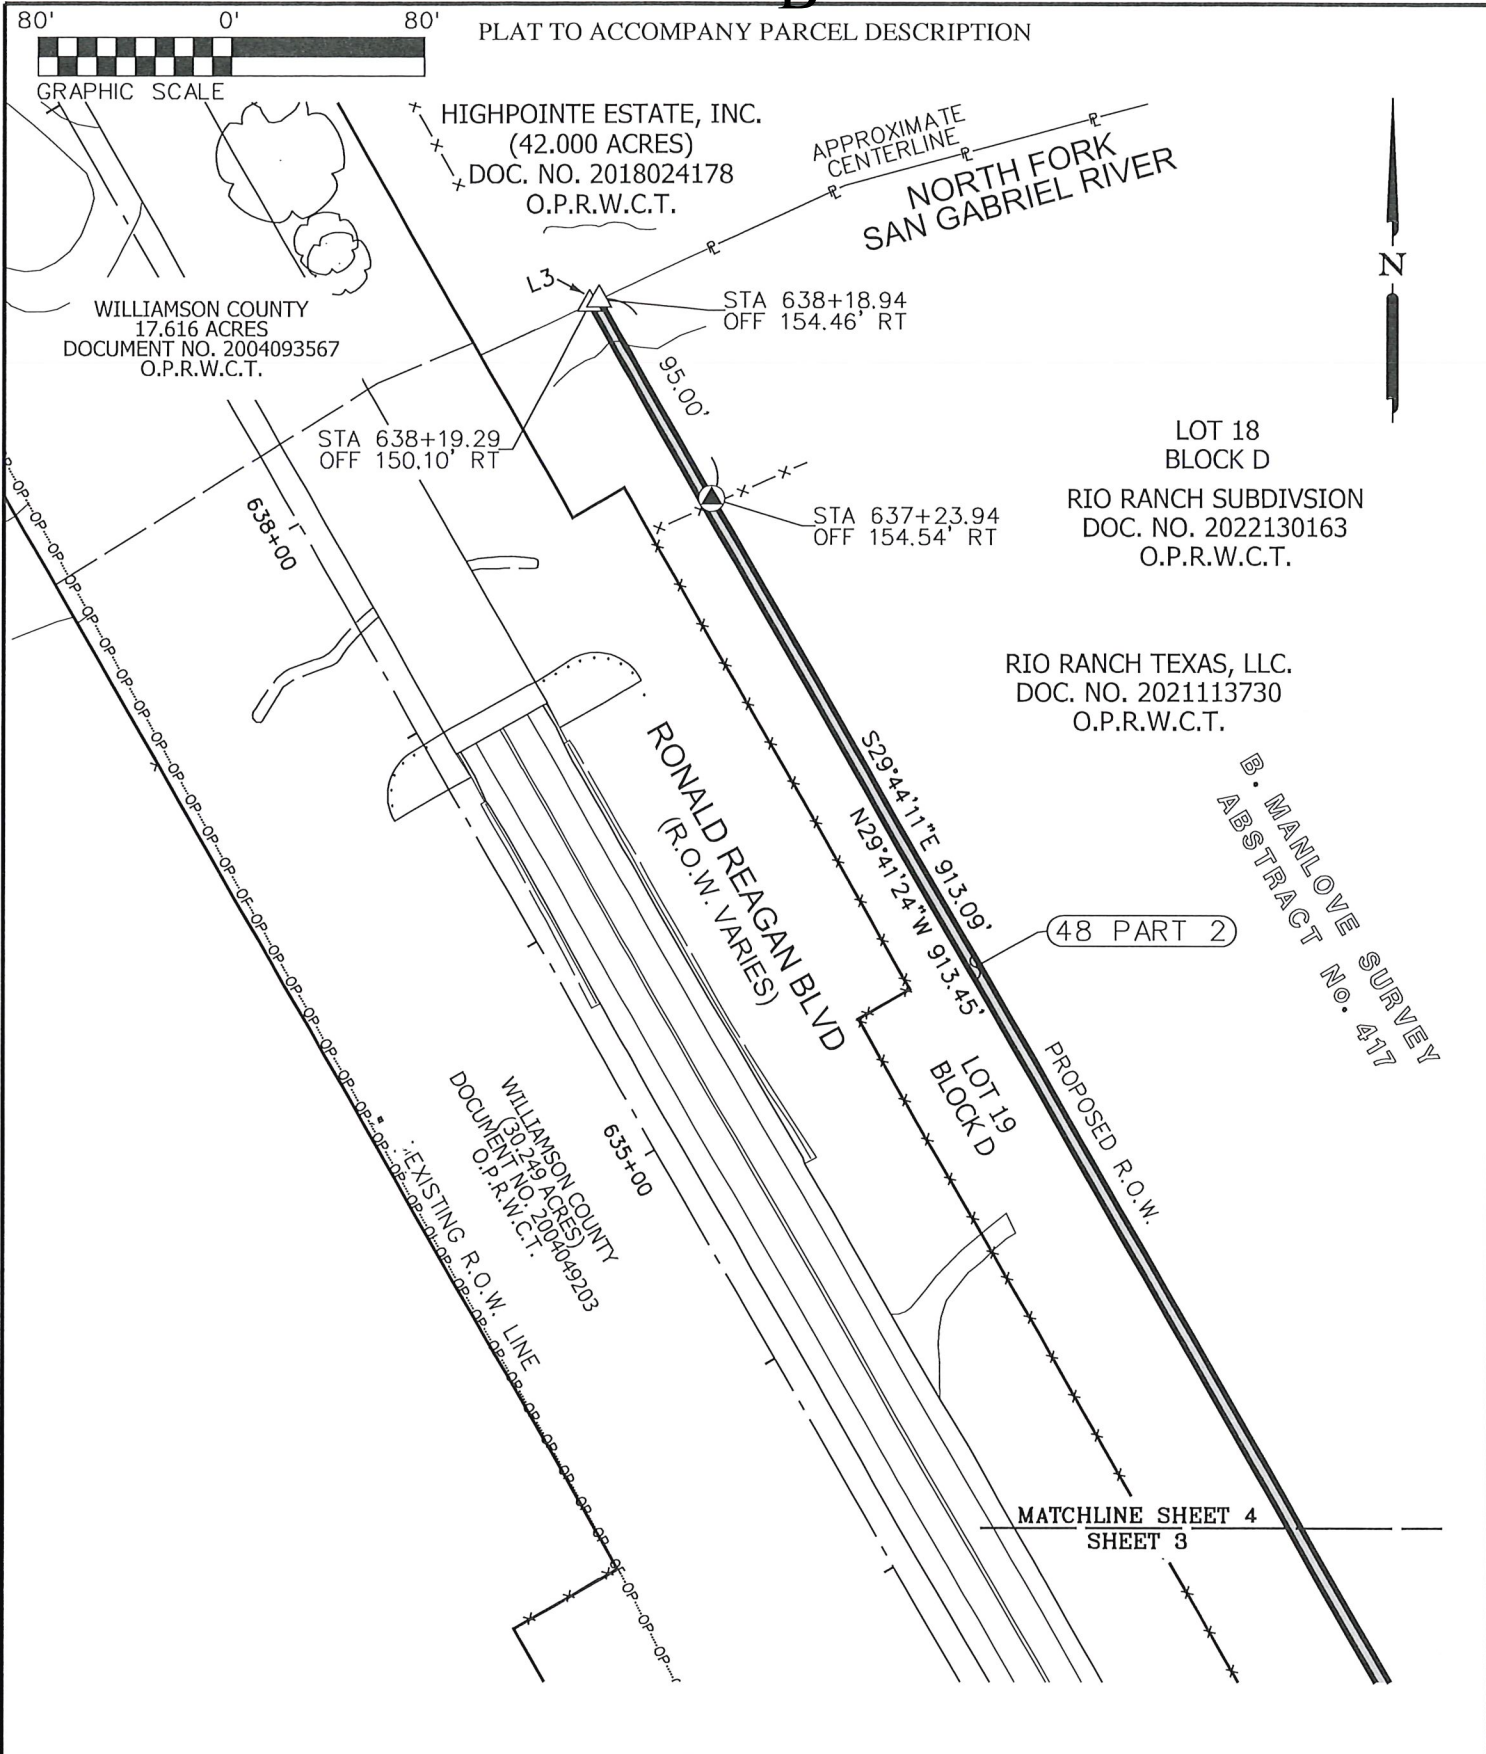 80' 0' 80'
GRAPHIC SCALE
PLAT TO ACCOMPANY PARCEL DESCRIPTION
HIGHPOINTE ESTATE, INC.
(42.000 ACRES)
DOC. NO. 2018024178
O.P.R.W.C.T.
APPROXIMATE
CENTERLINE
NORTH FORK
SAN GABRIEL RIVER
N
WILLIAMSON COUNTY
17.616 ACRES
DOCUMENT NO. 2004093567
O.P.R.W.C.T.
L3
STA 638+18.94
OFF 154.46' RT
95.00'
STA 638+19.29
OFF 150.10' RT
LOT 18
BLOCK D
RIO RANCH SUBDIVSION
DOC. NO. 2022130163
O.P.R.W.C.T.
638+00
STA 637+23.94
OFF 154.54' RT
RIO RANCH TEXAS, LLC.
DOC. NO. 2021113730
O.P.R.W.C.T.
RONALD REAGAN BLVD
(R.O.W. VARIES)
S29°44'11"E 913.09'
N29°41'24"W 913.45'
B. MANLOVE SURVEY
ABSTRACT No. 417
48 PART 2
LOT 19
BLOCK D
PROPOSED R.O.W.
WILLIAMSON COUNTY
(30.249 ACRES)
DOCUMENT NO. 2004049203
O.P.R.W.C.T.
635+00
EXISTING R.O.W. LINE
MATCHLINE SHEET 4
SHEET 3